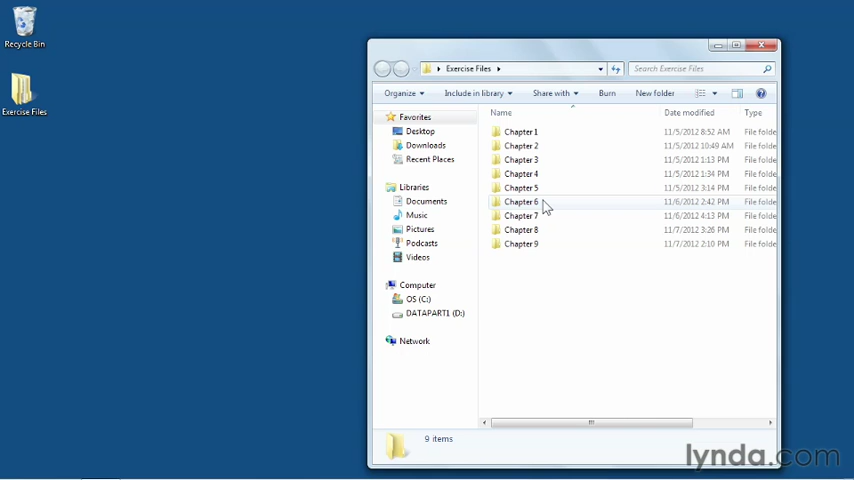 Recycle Bin
Exercise Files
Exercise Files
Search Exercise Files
Organize Include in library Share with Burn New folder
Name Date modified Type
Favorites
Desktop
Downloads
Recent Places
Libraries
Documents
Music
Pictures
Podcasts
Videos
Computer
OS (C:)
DATAPART1 (D:)
Network
Chapter 1 11/5/2012 8:52 AM File folde
Chapter 2 11/5/2012 10:49 AM File folde
Chapter 3 11/5/2012 1:13 PM File folde
Chapter 4 11/5/2012 1:34 PM File folde
Chapter 5 11/5/2012 3:14 PM File folde
Chapter 6 11/6/2012 2:42 PM File folde
Chapter 7 11/6/2012 4:13 PM File folde
Chapter 8 11/7/2012 3:26 PM File folde
Chapter 9 11/7/2012 2:10 PM File folde
9 items
lynda.com